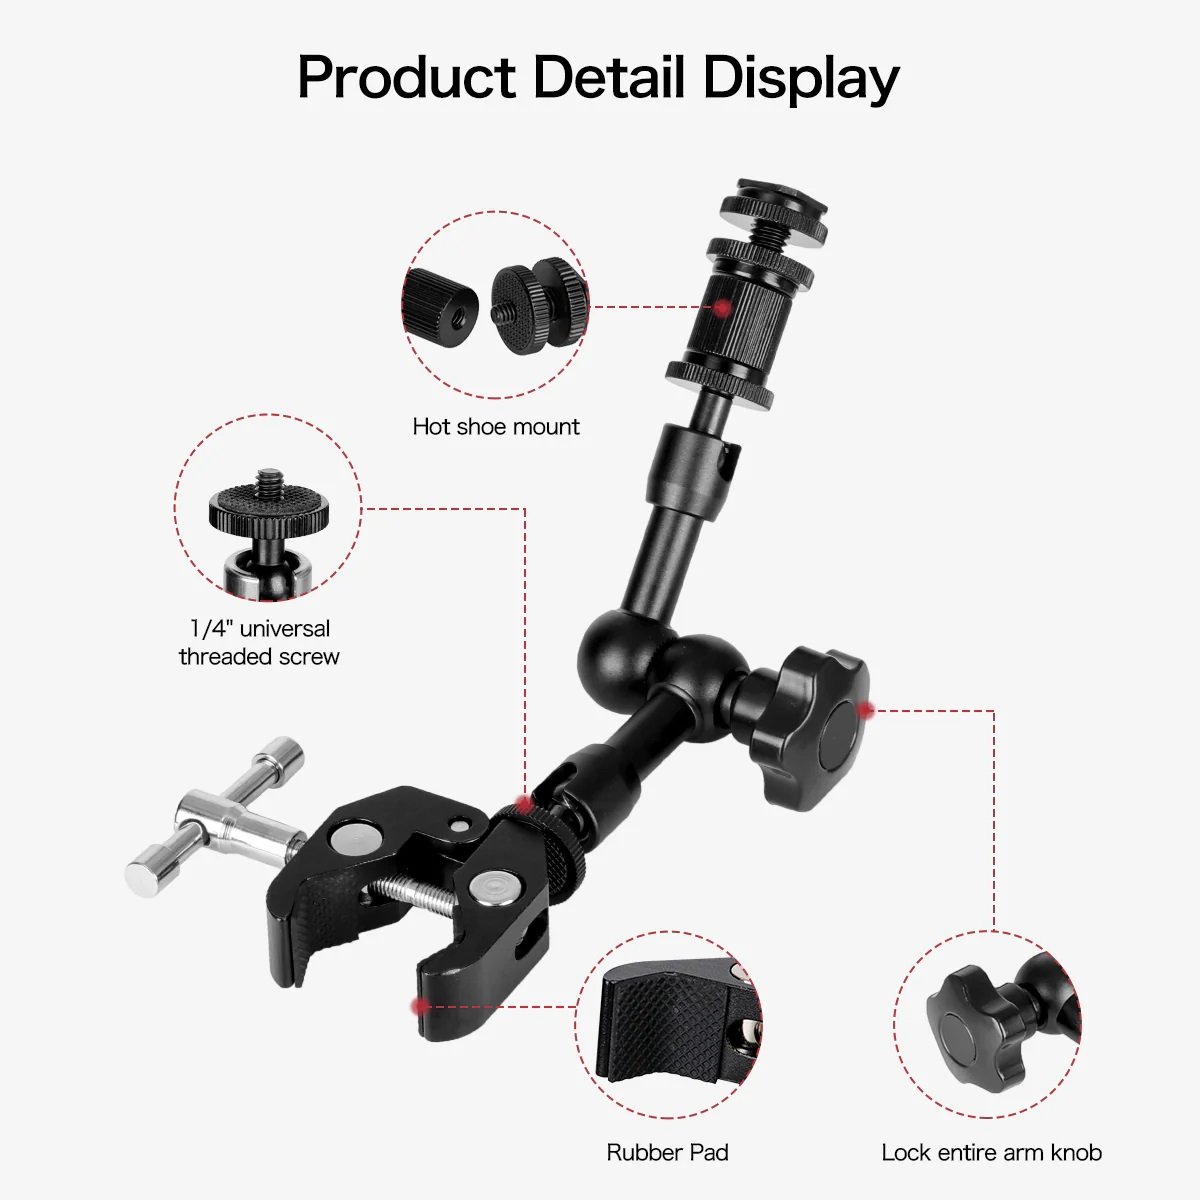 Product Detail Display
Hot shoe mount
1/4" universal
threaded screw
Rubber Pad
Lock entire arm knob